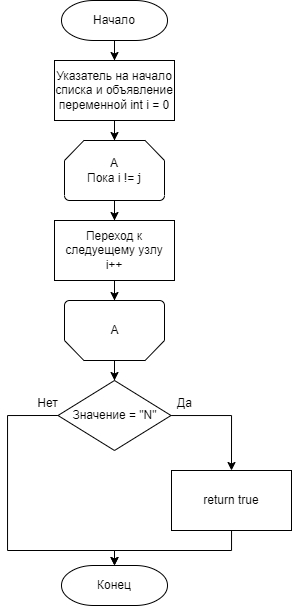 Начало
Указатель на начало
списка и объявление
переменной int i = 0
А
Пока i != j
Переход к
следуещему узлу
i++
А
Нет
Да
Значение = "N"
return true
Конец